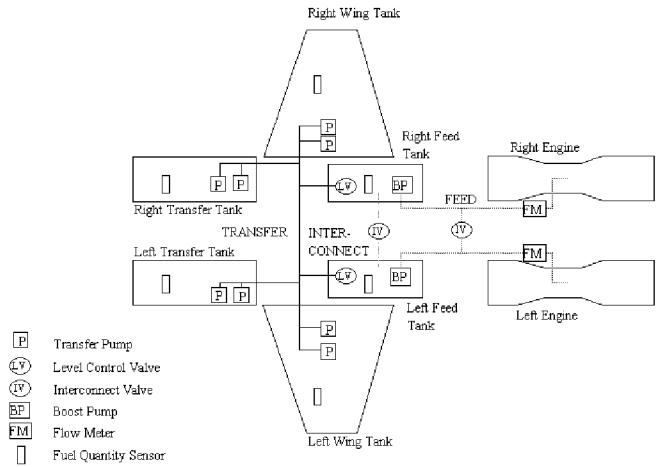 Right Wing Tank
P
P
Right Feed
Tank
Right Engine
P
P
LV
BP
FEED
FM
Right Transfer Tank
TRANSFER
INTER-
CONNECT
IV
IV
Left Transfer Tank
FM
LV
BP
P
P
Left Feed
Tank
Left Engine
P
P
P Transfer Pump
LV Level Control Valve
IV Interconnect Valve
BP Boost Pump
FM Flow Meter
Fuel Quantity Sensor
Left Wing Tank